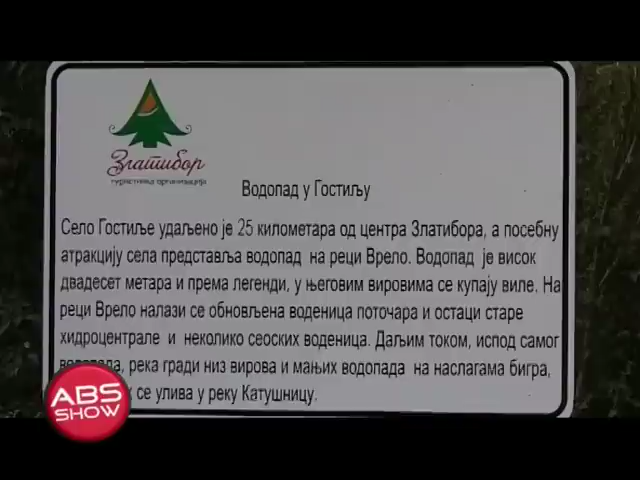 Златибор
туристичка организација
Водопад у Гостиљу
Село Гостиље удаљено је 25 километара од центра Златибора, а посебну
атракцију села представља водопад на реци Врело. Водопад је висок
двадесет метара и према легенди, у његовим вировима се купају виле. На
реци Врело налази се обновљена воденица поточара и остаци старе
хидроцентрале и неколико сеоских воденица. Даљим током, испод самог
водопада, река гради низ вирова и мањих водопада на наслагама бигра,
се улива у реку Катушницу.
ABS
SHOW